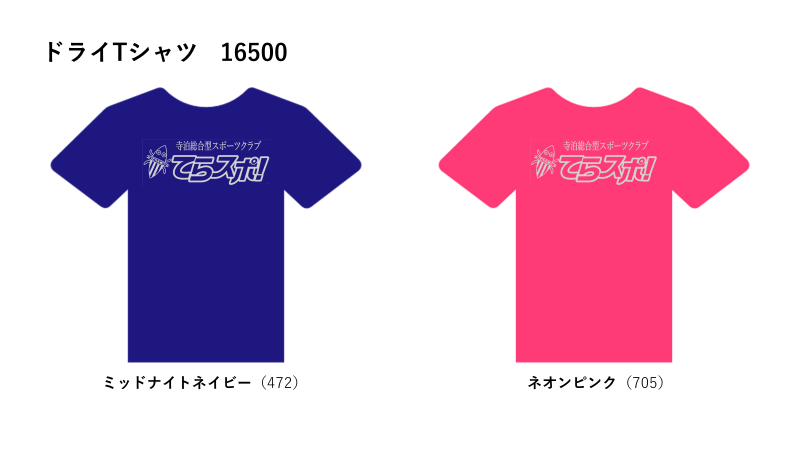 ドライTシャツ　16500
寺泊総合型スポーツクラブ
てらスポ!
寺泊総合型スポーツクラブ
てらスポ!
ミッドナイトネイビー（472）
ネオンピンク（705）